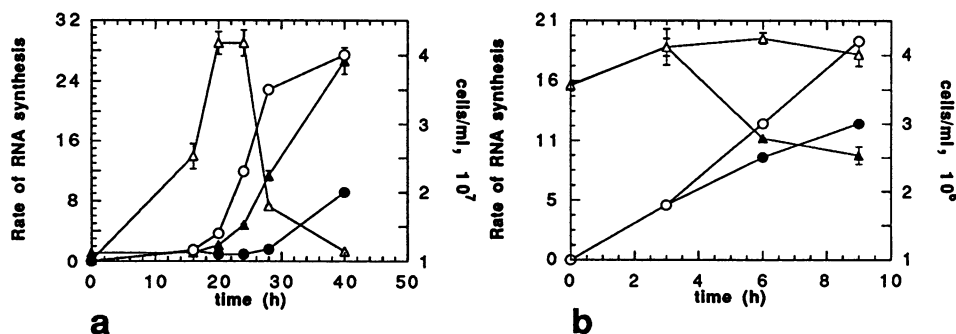 Rate of RNA synthesis
32
24
16
8
0
0 10 20 30 40 50
time (h)
4
3
2
1
cells/ml, 10⁷
a
Rate of RNA synthesis
21
16
11
5
0
0 2 4 6 8 10
time (h)
4
3
2
1
cells/ml, 10⁶
b